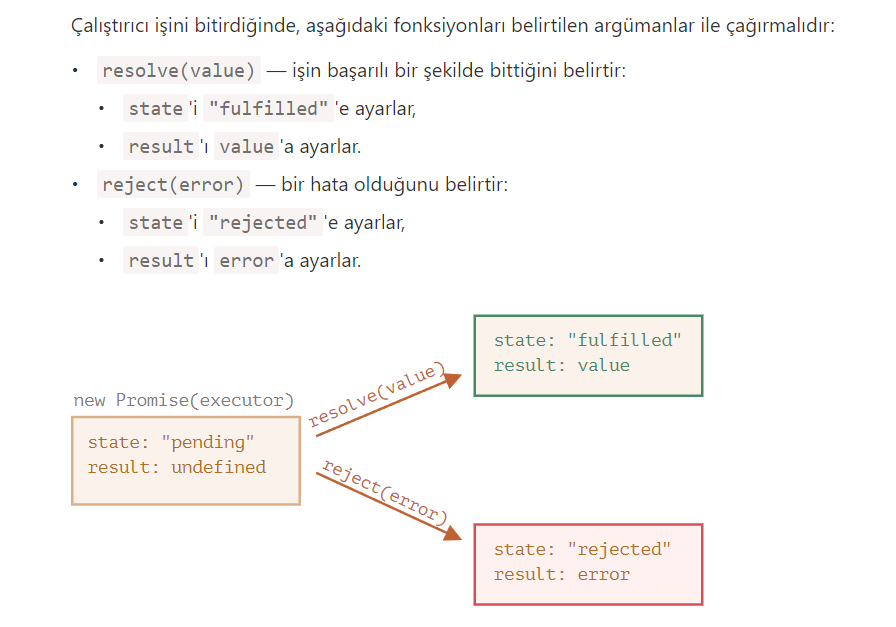 Çalıştırıcı işini bitirdiğinde, aşağıdaki fonksiyonları belirtilen argümanlar ile çağırmalıdır:
• resolve(value) — işin başarılı bir şekilde bittiğini belirtir:
• state'i "fulfilled"'e ayarlar,
• result'ı value'a ayarlar.
• reject(error) — bir hata olduğunu belirtir:
• state'i "rejected"'e ayarlar,
• result'ı error'a ayarlar.
new Promise(executor)
state: "pending"
result: undefined
resolve(value)
state: "fulfilled"
result: value
reject(error)
state: "rejected"
result: error